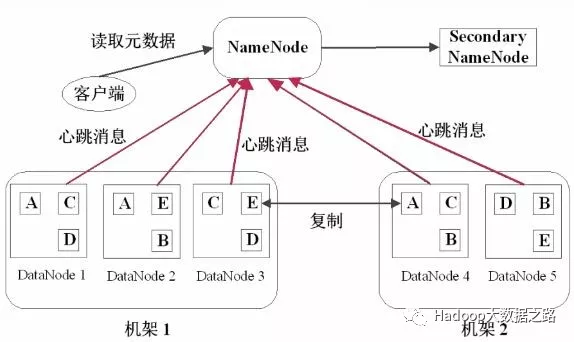 读取元数据
NameNode
Secondary
NameNode
客户端
心跳消息
心跳消息
心跳消息
A C A E C E A C D B
D B D B E
复制
DataNode 1 DataNode 2 DataNode 3 DataNode 4 DataNode 5
机架 1 机架 2
Hadoop大数据之路